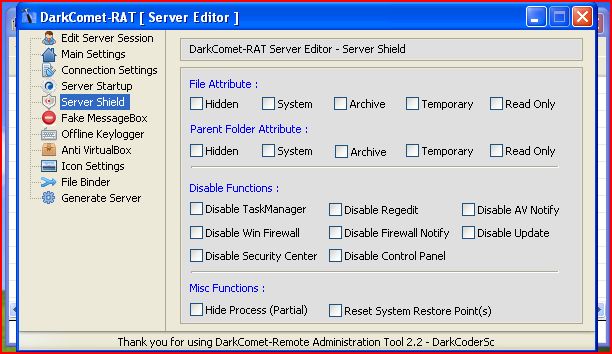 DarkComet-RAT [ Server Editor ]
Edit Server Session
Main Settings
Connection Settings
Server Startup
Server Shield
Fake MessageBox
Offline Keylogger
Anti VirtualBox
Icon Settings
File Binder
Generate Server
DarkComet-RAT Server Editor - Server Shield
File Attribute :
Hidden System Archive Temporary Read Only
Parent Folder Attribute :
Hidden System Archive Temporary Read Only
Disable Functions :
Disable TaskManager Disable Regedit Disable AV Notify
Disable Win Firewall Disable Firewall Notify Disable Update
Disable Security Center Disable Control Panel
Misc Functions :
Hide Process (Partial) Reset System Restore Point(s)
Thank you for using DarkComet-Remote Administration Tool 2.2 - DarkCoderSc